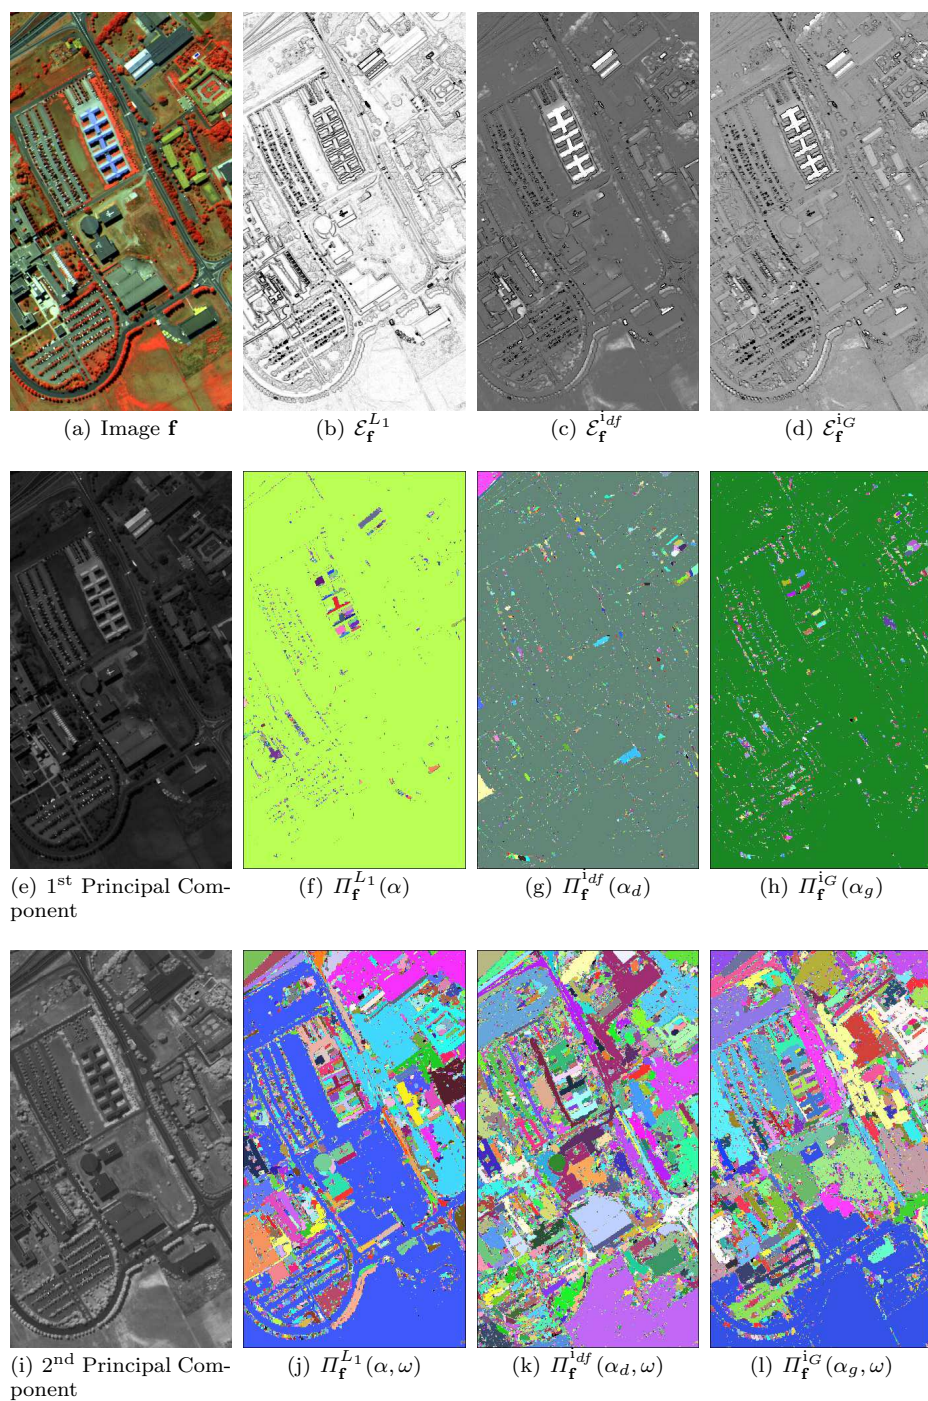 (a) Image f
(b) ℰ_f^{L_1}
(c) ℰ_f^{i_{df}}
(d) ℰ_f^{i_G}
(e) 1st Principal Com-
ponent
(f) Π_f^{L_1}(α)
(g) Π_f^{i_{df}}(α_d)
(h) Π_f^{i_G}(α_g)
(i) 2nd Principal Com-
ponent
(j) Π_f^{L_1}(α, ω)
(k) Π_f^{i_{df}}(α_d, ω)
(l) Π_f^{i_G}(α_g, ω)